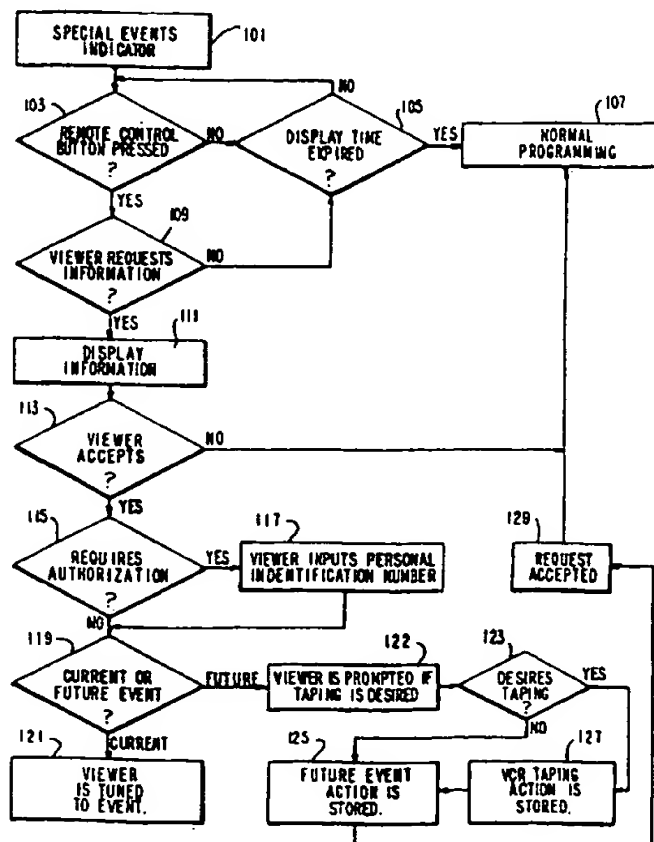 SPECIAL EVENTS
INDICATOR
101
NO
103
REMOTE CONTROL
BUTTON PRESSED
?
NO
105
DISPLAY TIME
EXPIRED
?
YES
107
NORMAL
PROGRAMMING
YES
109
VIEWER REQUESTS
INFORMATION
?
NO
YES
111
DISPLAY
INFORMATION
113
VIEWER
ACCEPTS
?
NO
YES
115
REQUIRES
AUTHORIZATION
?
YES
117
VIEWER INPUTS PERSONAL
INDENTIFICATION NUMBER
129
REQUEST
ACCEPTED
NO
119
CURRENT OR
FUTURE EVENT
?
FUTURE
122
VIEWER IS PROMPTED IF
TAPING IS DESIRED
123
DESIRES
TAPING
?
YES
NO
CURRENT
121
VIEWER
IS TUNED
TO EVENT.
125
FUTURE EVENT
ACTION IS
STORED.
127
VCR TAPING
ACTION IS
STORED.